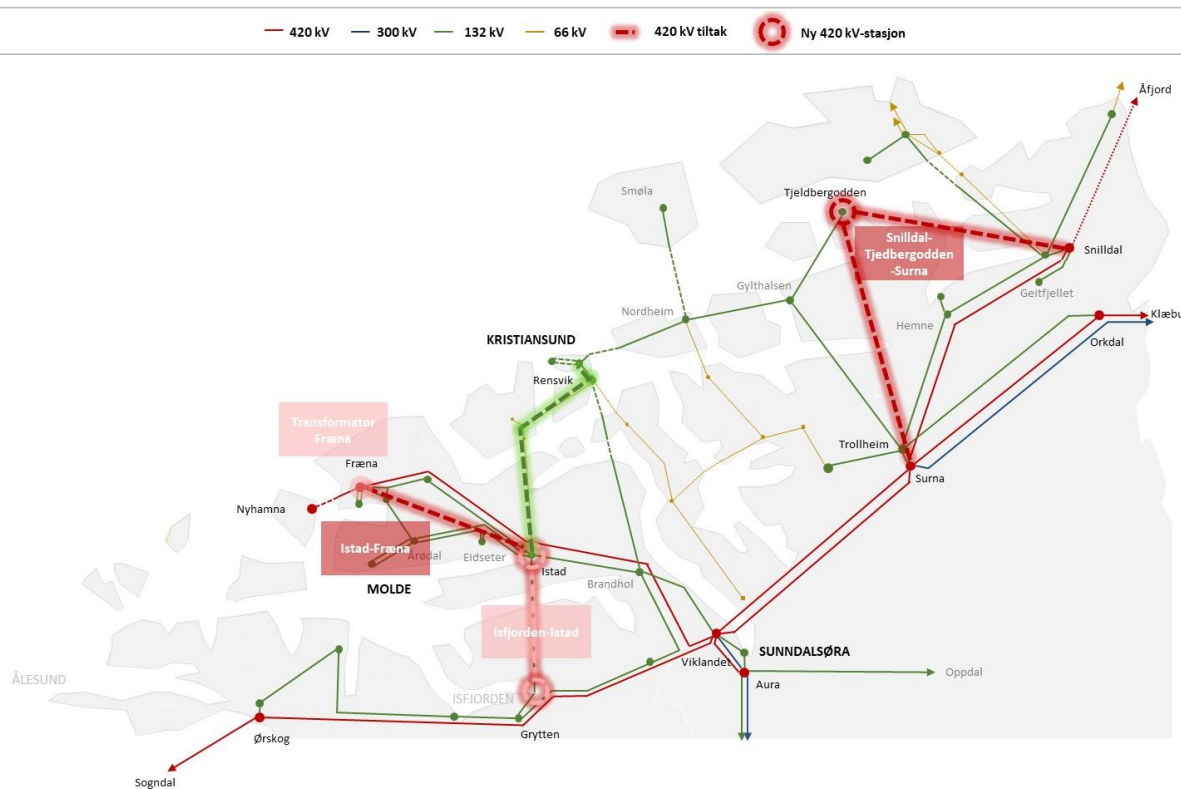 420 kV
300 kV
132 kV
66 kV
420 kV tiltak
Ny 420 kV-stasjon
Åfjord
Smøla
Tjeldbergodden
Snilldal-
Tjedbergodden
-Surna
Snilldal
Geitfjellet
Gylthalsen
Nordheim
Hemne
Klæbu
Orkdal
KRISTIANSUND
Rensvik
Transformator
Fræna
Fræna
Trollheim
Surna
Nyhamna
Istad-Fræna
Arødal
Eidseter
Istad
Brandhol
MOLDE
Isfjorden-Istad
Viklandet
SUNNDALSØRA
Oppdal
Aura
ÅLESUND
ISFJORDEN
Grytten
Ørskog
Sogndal